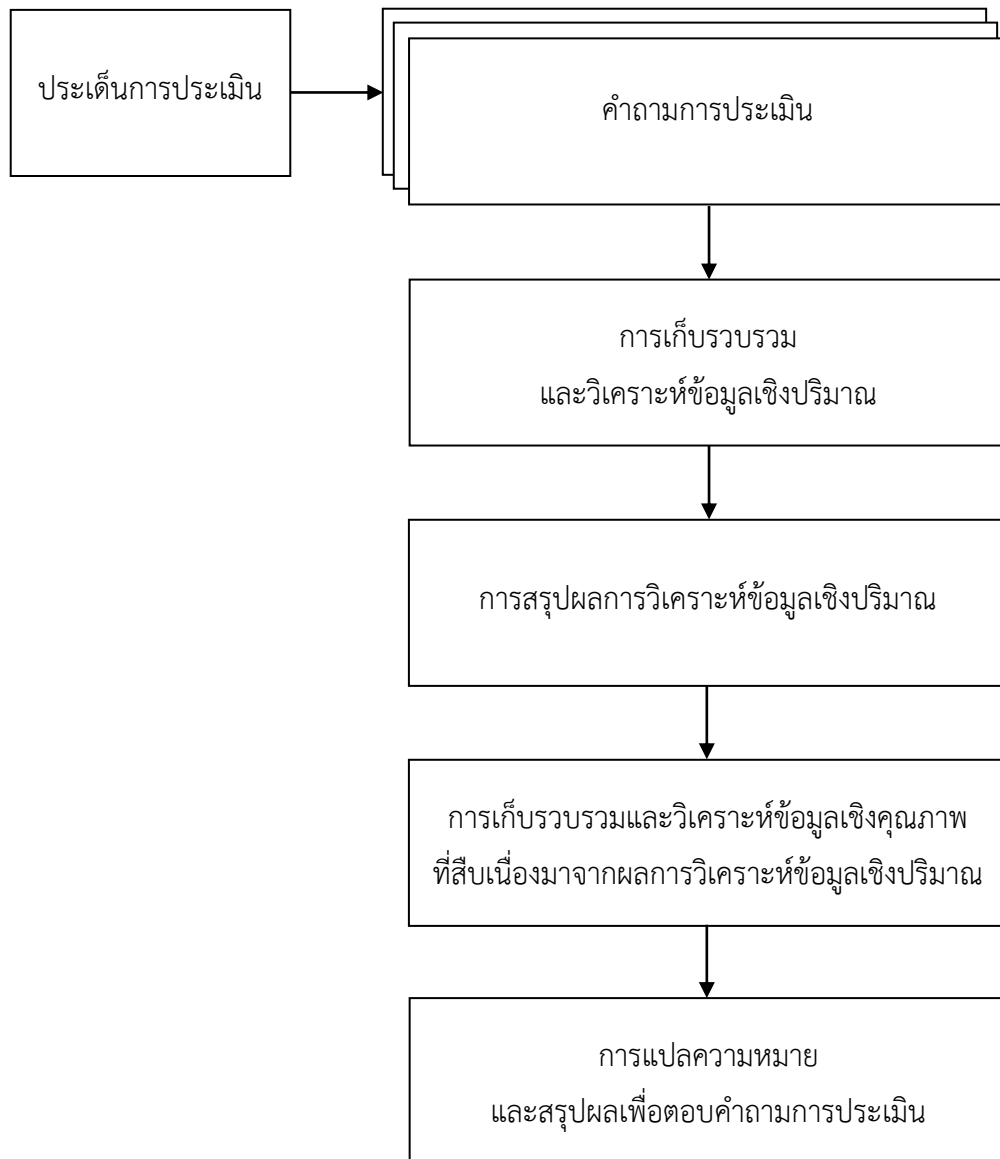 ประเด็นการประเมิน
คำถามการประเมิน
การเก็บรวบรวม
และวิเคราะห์ข้อมูลเชิงปริมาณ
การสรุปผลการวิเคราะห์ข้อมูลเชิงปริมาณ
การเก็บรวบรวมและวิเคราะห์ข้อมูลเชิงคุณภาพ
ที่สืบเนื่องมาจากผลการวิเคราะห์ข้อมูลเชิงปริมาณ
การแปลความหมาย
และสรุปผลเพื่อตอบคำถามการประเมิน